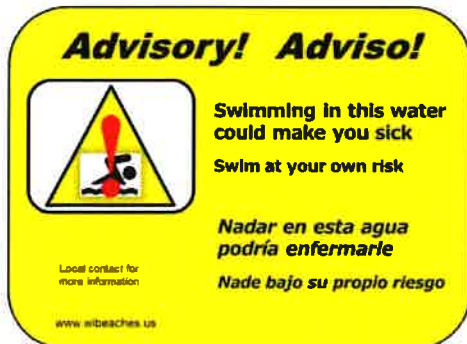 Advisory! Adviso!
Swimming in this water
could make you sick
Swim at your own risk
Nadar en esta agua
podría enfermarle
Nade bajo su propio riesgo
Local contact for
more information
www.wibeaches.us